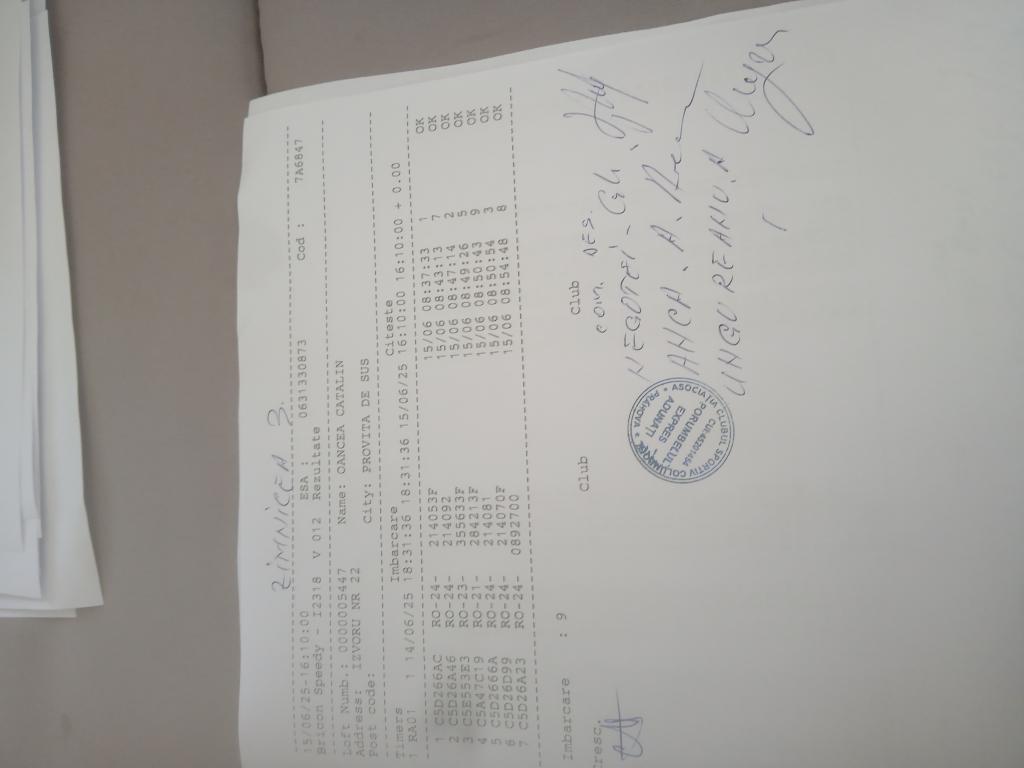 ZIMNICEA 3.
15/06/25-16:10:00 ESA : 0631330873 Cod : 7A6847
Bricon Speedy - I2318 V 012 Rezultate
Loft Numb.: 0000005447 Name: OANCEA CATALIN
Address: IZVORU NR 22 City: PROVITA DE SUS
Post code:
Timers Imbarcare Citeste
1 RA01 1 14/06/25 18:31:36 18:31:36 15/06/25 16:10:00 16:10:00 + 0.00
1 C5D266AC RO-24- 214053F 15/06 08:37:33 1 OK
2 C5D26A46 RO-24- 214092 15/06 08:43:13 7 OK
3 C5E553E3 RO-23- 355633F 15/06 08:47:14 2 OK
4 C5A47C19 RO-21- 284213F 15/06 08:49:26 5 OK
5 C5D2666A RO-24- 214081 15/06 08:50:43 9 OK
6 C5D26D99 RO-24- 214070F 15/06 08:50:54 3 OK
7 C5D26A23 RO-24- 0892700 15/06 08:54:48 8 OK
Imbarcare : 9 Club Club
COM. DES.
NEGOTEI
ANCA. A.
UNGUREANU.N
ASOCIATIA CLUBUL SPORTIV
CUI:45201454
PORUMBELUL
EXPRES
ADUNATI
PRAHOVA